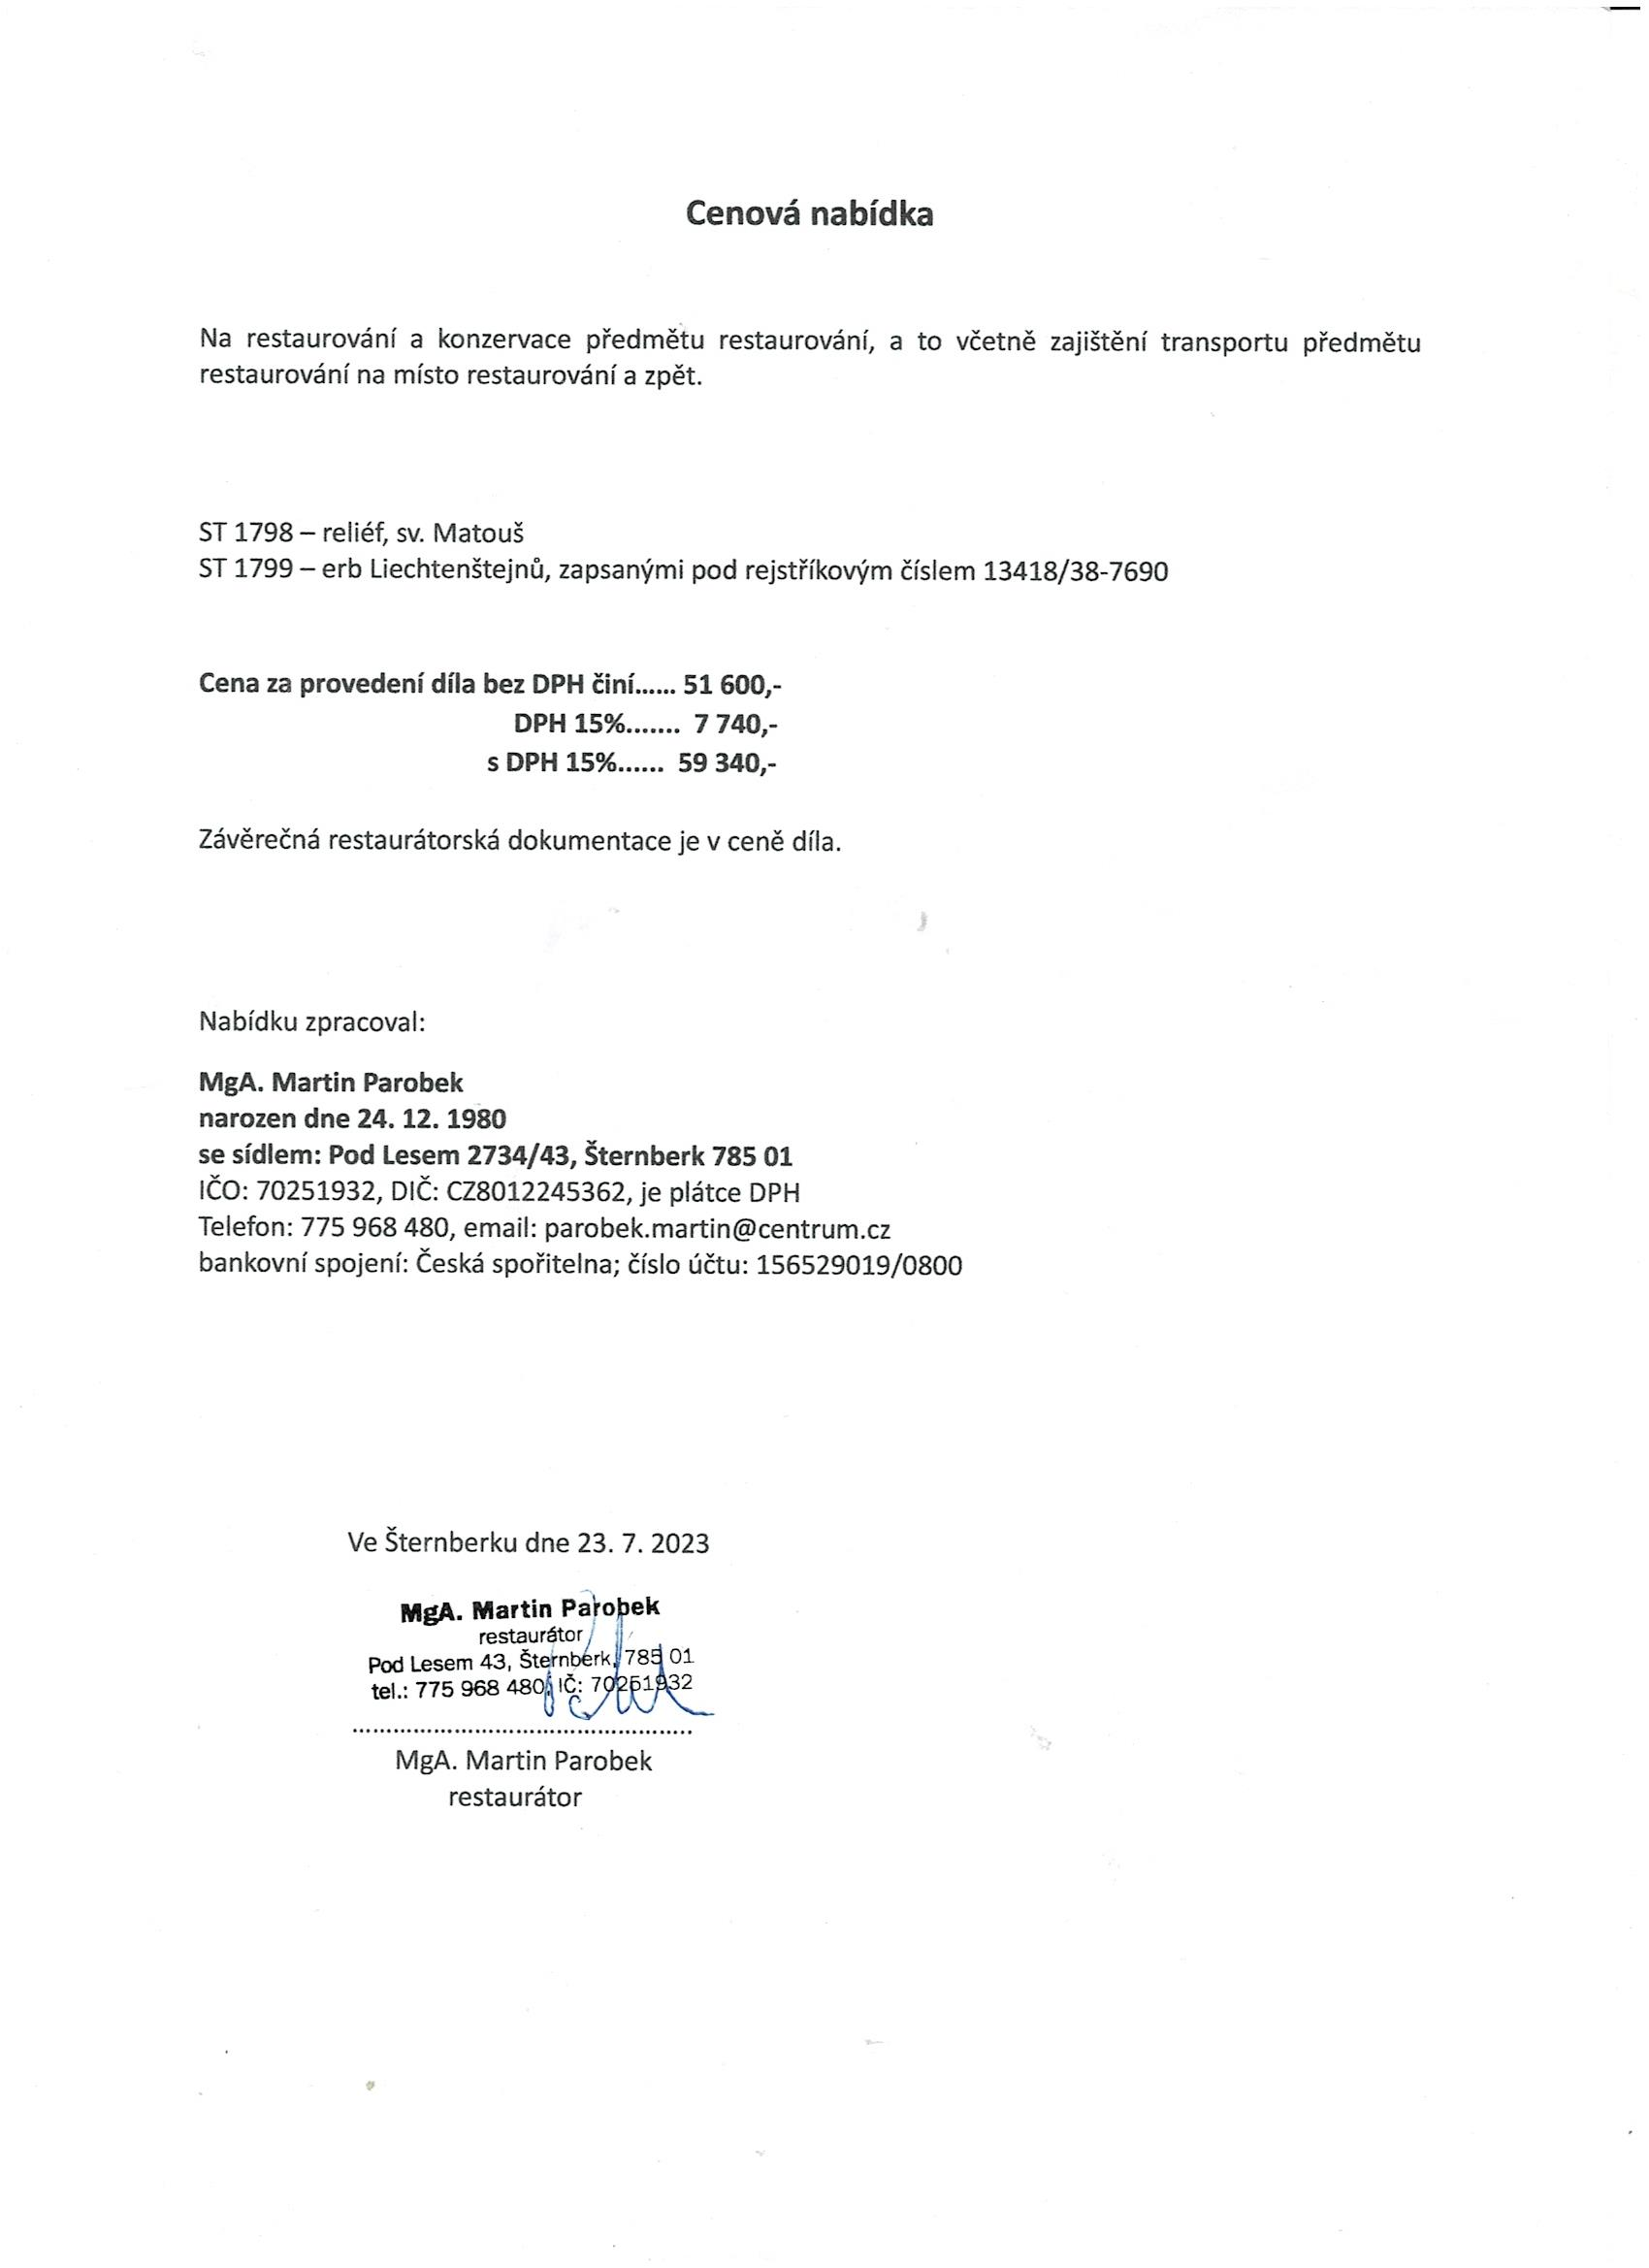 Cenová nabídka
Na restaurování a konzervace předmětu restaurování, a to včetně zajištění transportu předmětu
restaurování na místo restaurování a zpět.
ST 1798 – reliéf, sv. Matouš
ST 1799 – erb Liechtenštejnů, zapsanými pod rejstříkovým číslem 13418/38-7690
Cena za provedení díla bez DPH činí...... 51 600,-
DPH 15%....... 7 740,-
s DPH 15%...... 59 340,-
Závěrečná restaurátorská dokumentace je v ceně díla.
Nabídku zpracoval:
MgA. Martin Parobek
narozen dne 24. 12. 1980
se sídlem: Pod Lesem 2734/43, Šternberk 785 01
IČO: 70251932, DIČ: CZ8012245362, je plátce DPH
Telefon: 775 968 480, email: parobek.martin@centrum.cz
bankovní spojení: Česká spořitelna; číslo účtu: 156529019/0800
Ve Šternberku dne 23. 7. 2023
MgA. Martin Parobek
restaurátor
Pod Lesem 43, Šternberk, 785 01
tel.: 775 968 480, IČ: 70251932
...................................................
MgA. Martin Parobek
restaurátor